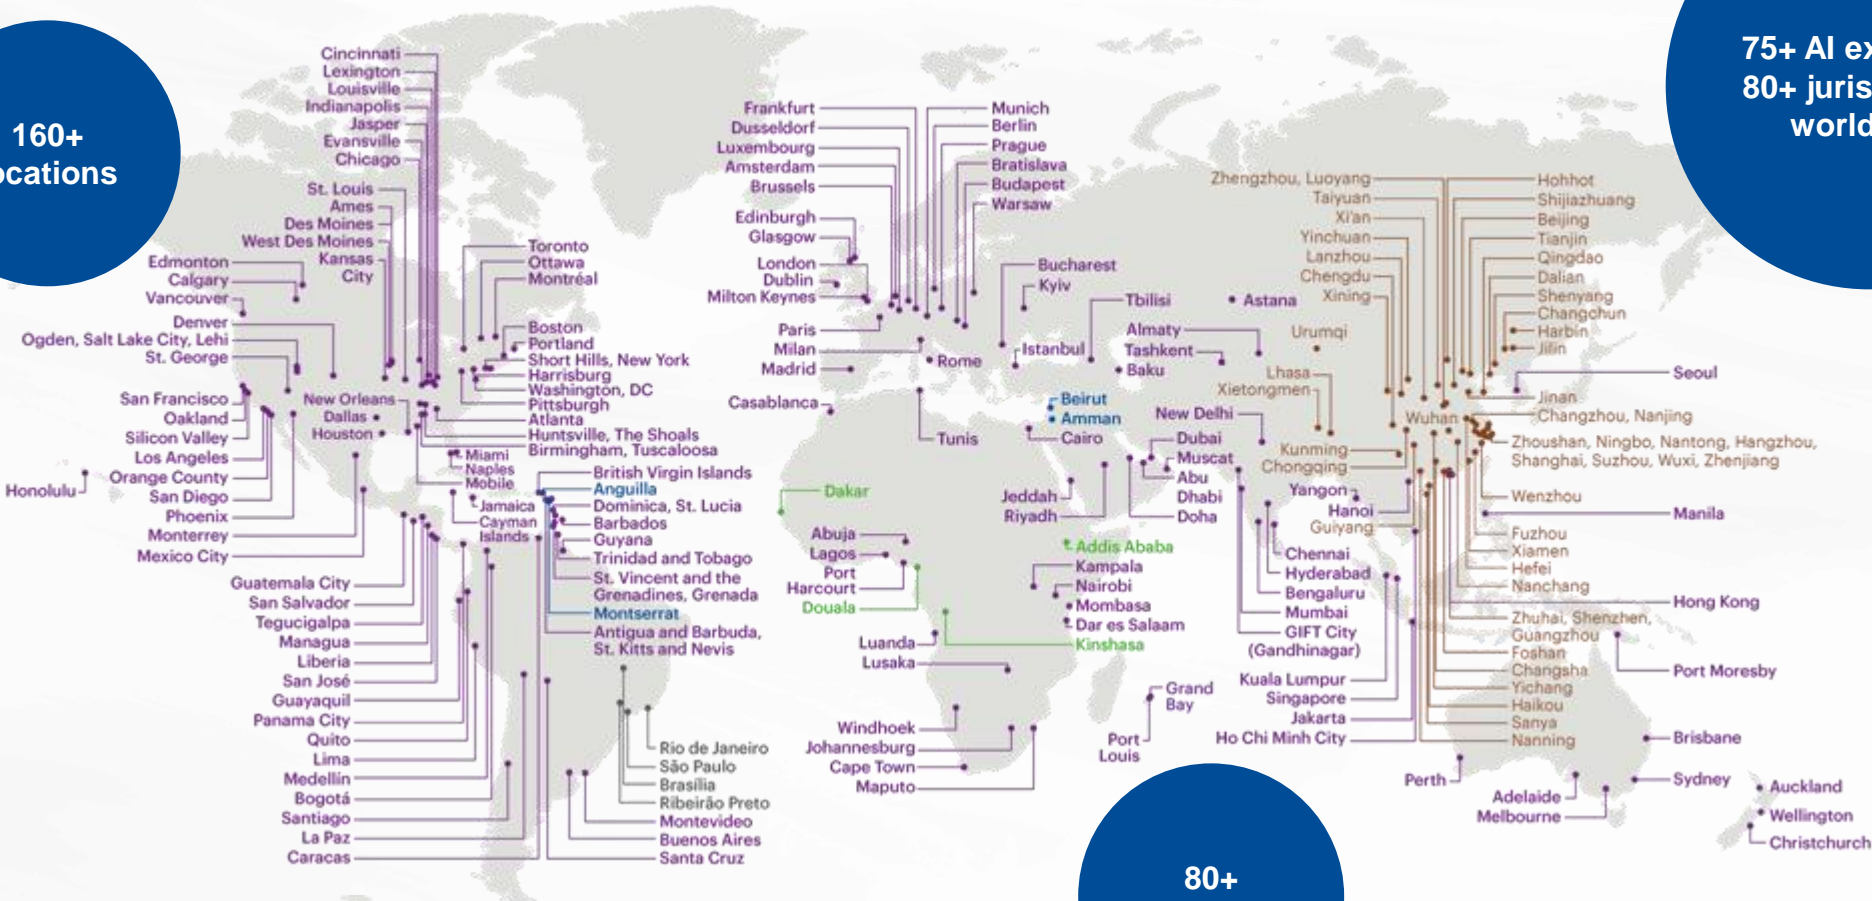 160+
ocations
75+ AI ex
80+ juris
world
80+
Cincinnati
Lexington
Louisville
Indianapolis
Jasper
Evansville
Chicago
St. Louis
Ames
Des Moines
West Des Moines
Kansas
City
Edmonton
Calgary
Vancouver
Denver
Ogden, Salt Lake City, Lehi
St. George
San Francisco
Oakland
Silicon Valley
Los Angeles
Orange County
San Diego
Phoenix
Monterrey
Mexico City
Honolulu
New Orleans
Dallas
Houston
Toronto
Ottawa
Montréal
Boston
Portland
Short Hills, New York
Harrisburg
Washington, DC
Pittsburgh
Atlanta
Huntsville, The Shoals
Birmingham, Tuscaloosa
Miami
Naples
Mobile
Jamaica
Cayman
Islands
British Virgin Islands
Anguilla
Dominica, St. Lucia
Barbados
Guyana
Trinidad and Tobago
St. Vincent and the
Grenadines, Grenada
Montserrat
Antigua and Barbuda,
St. Kitts and Nevis
Guatemala City
San Salvador
Tegucigalpa
Managua
Liberia
San José
Guayaquil
Panama City
Quito
Lima
Medellín
Bogotá
Santiago
La Paz
Caracas
Rio de Janeiro
São Paulo
Brasília
Ribeirão Preto
Montevideo
Buenos Aires
Santa Cruz
Frankfurt
Dusseldorf
Luxembourg
Amsterdam
Brussels
Edinburgh
Glasgow
London
Dublin
Milton Keynes
Paris
Milan
Madrid
Casablanca
Munich
Berlin
Prague
Bratislava
Budapest
Warsaw
Bucharest
Kyiv
Istanbul
Rome
Tunis
Tbilisi
Astana
Almaty
Tashkent
Baku
Beirut
Amman
Cairo
New Delhi
Dubai
Muscat
Abu
Dhabi
Doha
Jeddah
Riyadh
Dakar
Abuja
Lagos
Port
Harcourt
Douala
Luanda
Lusaka
Windhoek
Johannesburg
Cape Town
Maputo
Addis Ababa
Kampala
Nairobi
Mombasa
Dar es Salaam
Kinshasa
Grand
Bay
Port
Louis
Chennai
Hyderabad
Bengaluru
Mumbai
GIFT City
(Gandhinagar)
Kuala Lumpur
Singapore
Jakarta
Ho Chi Minh City
Zhengzhou, Luoyang
Taiyuan
Xi'an
Yinchuan
Lanzhou
Chengdu
Xining
Urumqi
Lhasa
Xietongmen
Wuhan
Kunming
Chongqing
Yangon
Hanoi
Guiyang
Hohhot
Shijiazhuang
Beijing
Tianjin
Qingdao
Dalian
Shenyang
Changchun
Harbin
Jilin
Seoul
Jinan
Changzhou, Nanjing
Zhoushan, Ningbo, Nantong, Hangzhou,
Shanghai, Suzhou, Wuxi, Zhenjiang
Wenzhou
Manila
Fuzhou
Xiamen
Hefei
Nanchang
Hong Kong
Zhuhai, Shenzhen,
Guangzhou
Foshan
Changsha
Yichang
Haikou
Sanya
Nanning
Port Moresby
Brisbane
Perth
Sydney
Adelaide
Melbourne
Auckland
Wellington
Christchurch